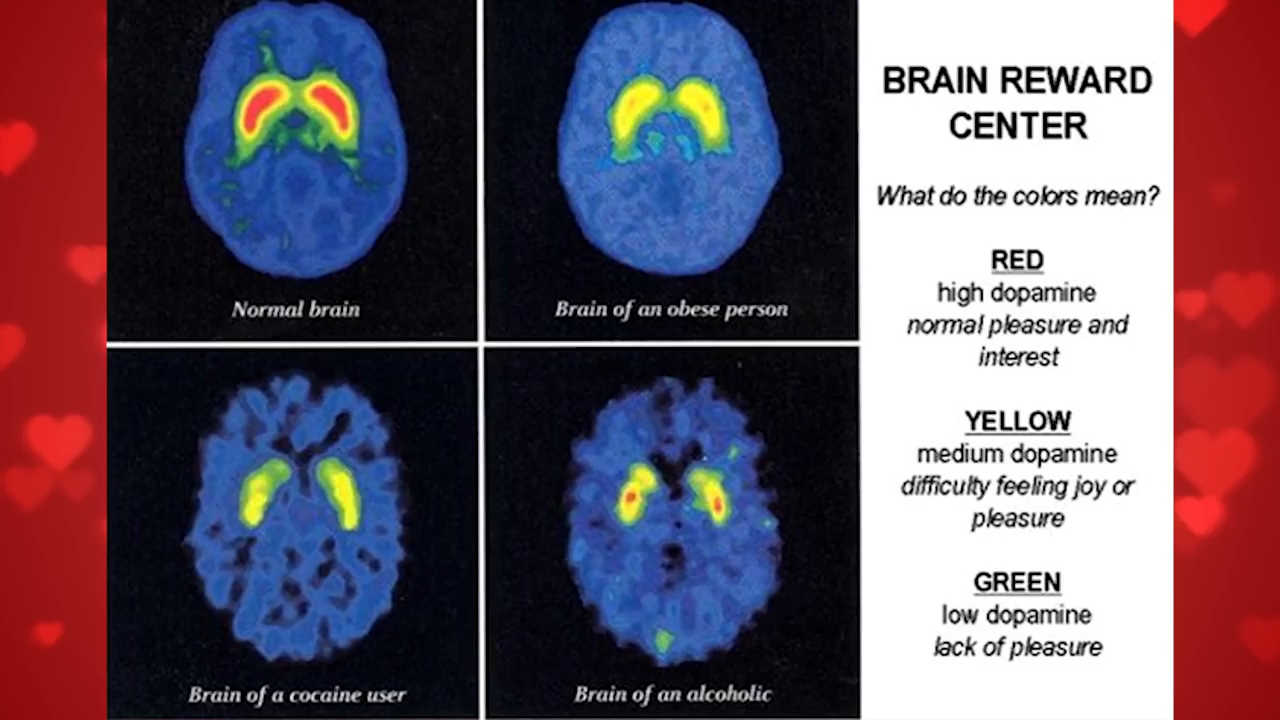 Normal brain
Brain of an obese person
Brain of a cocaine user
Brain of an alcoholic
BRAIN REWARD
CENTER
What do the colors mean?
RED
high dopamine
normal pleasure and
interest
YELLOW
medium dopamine
difficulty feeling joy or
pleasure
GREEN
low dopamine
lack of pleasure